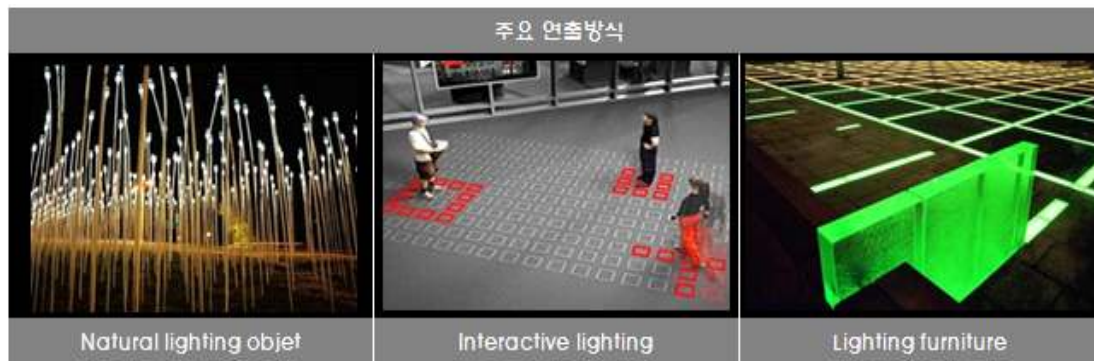 주요 연출방식
Natural lighting objet
Interactive lighting
Lighting furniture